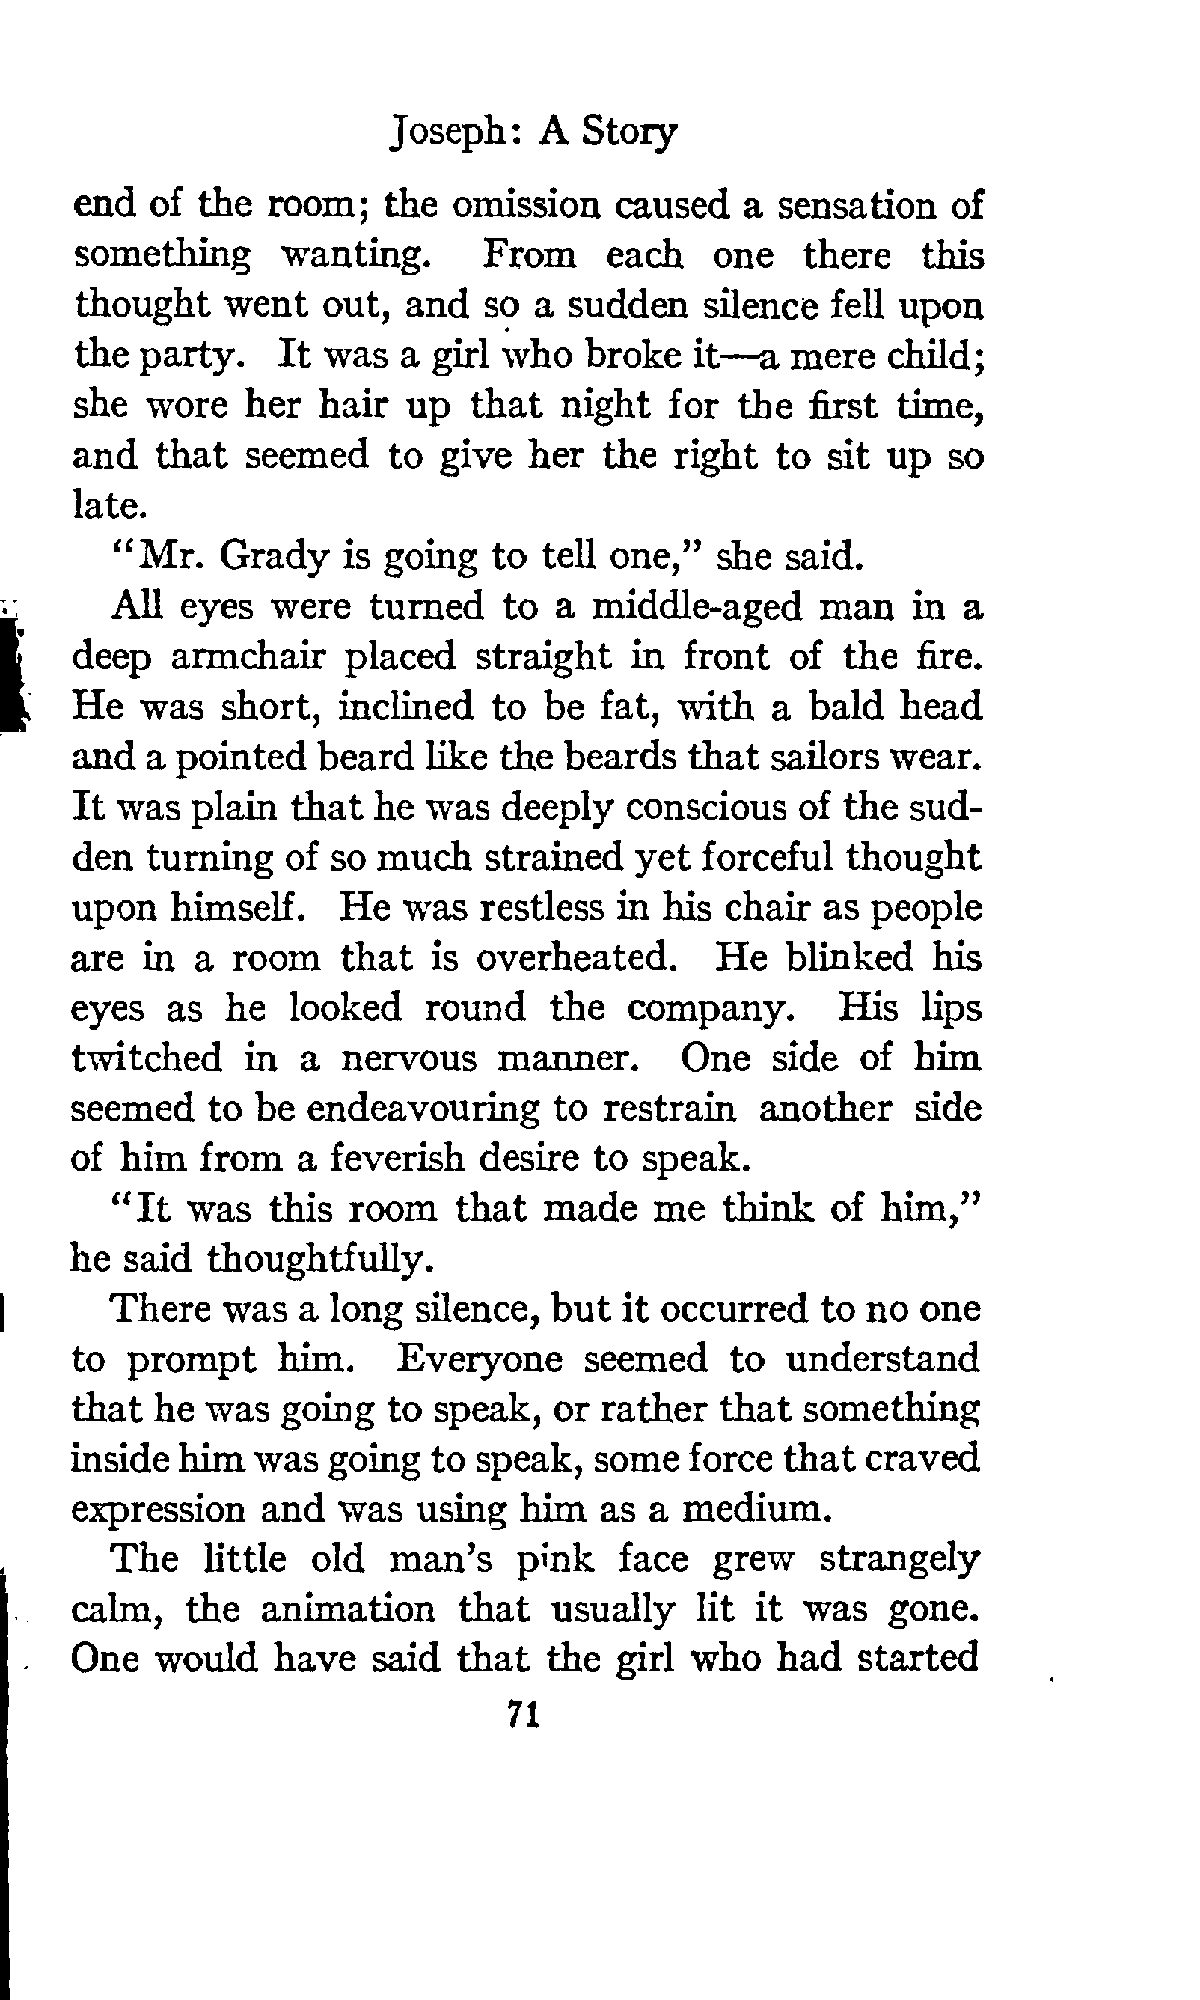 Joseph: A Story
end of the room; the omission caused a sensation of
something wanting. From each one there this
thought went out, and so a sudden silence fell upon
the party. It was a girl who broke it—a mere child;
she wore her hair up that night for the first time,
and that seemed to give her the right to sit up so
late.
"Mr. Grady is going to tell one," she said.
All eyes were turned to a middle-aged man in a
deep armchair placed straight in front of the fire.
He was short, inclined to be fat, with a bald head
and a pointed beard like the beards that sailors wear.
It was plain that he was deeply conscious of the sud-
den turning of so much strained yet forceful thought
upon himself. He was restless in his chair as people
are in a room that is overheated. He blinked his
eyes as he looked round the company. His lips
twitched in a nervous manner. One side of him
seemed to be endeavouring to restrain another side
of him from a feverish desire to speak.
"It was this room that made me think of him,"
he said thoughtfully.
There was a long silence, but it occurred to no one
to prompt him. Everyone seemed to understand
that he was going to speak, or rather that something
inside him was going to speak, some force that craved
expression and was using him as a medium.
The little old man's pink face grew strangely
calm, the animation that usually lit it was gone.
One would have said that the girl who had started
71